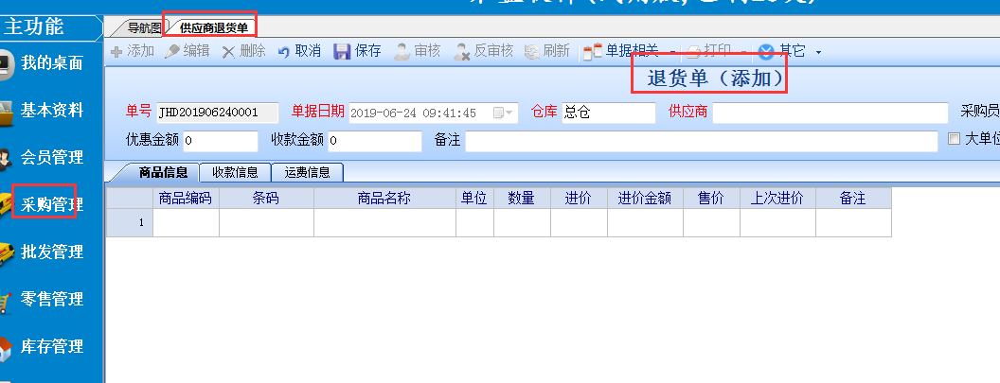 主功能
导航图 供应商退货单
添加 编辑 删除 取消 保存 审核 反审核 刷新 单据相关 打印 其它
退货单（添加）
单号 JHD201906240001 单据日期 2019-06-24 09:41:45 仓库 总仓 供应商 采购员
优惠金额 0 收款金额 0 备注 大单位
商品信息 收款信息 运费信息
商品编码 条码 商品名称 单位 数量 进价 进价金额 售价 上次进价 备注
1
我的桌面
基本资料
会员管理
采购管理
批发管理
零售管理
库存管理